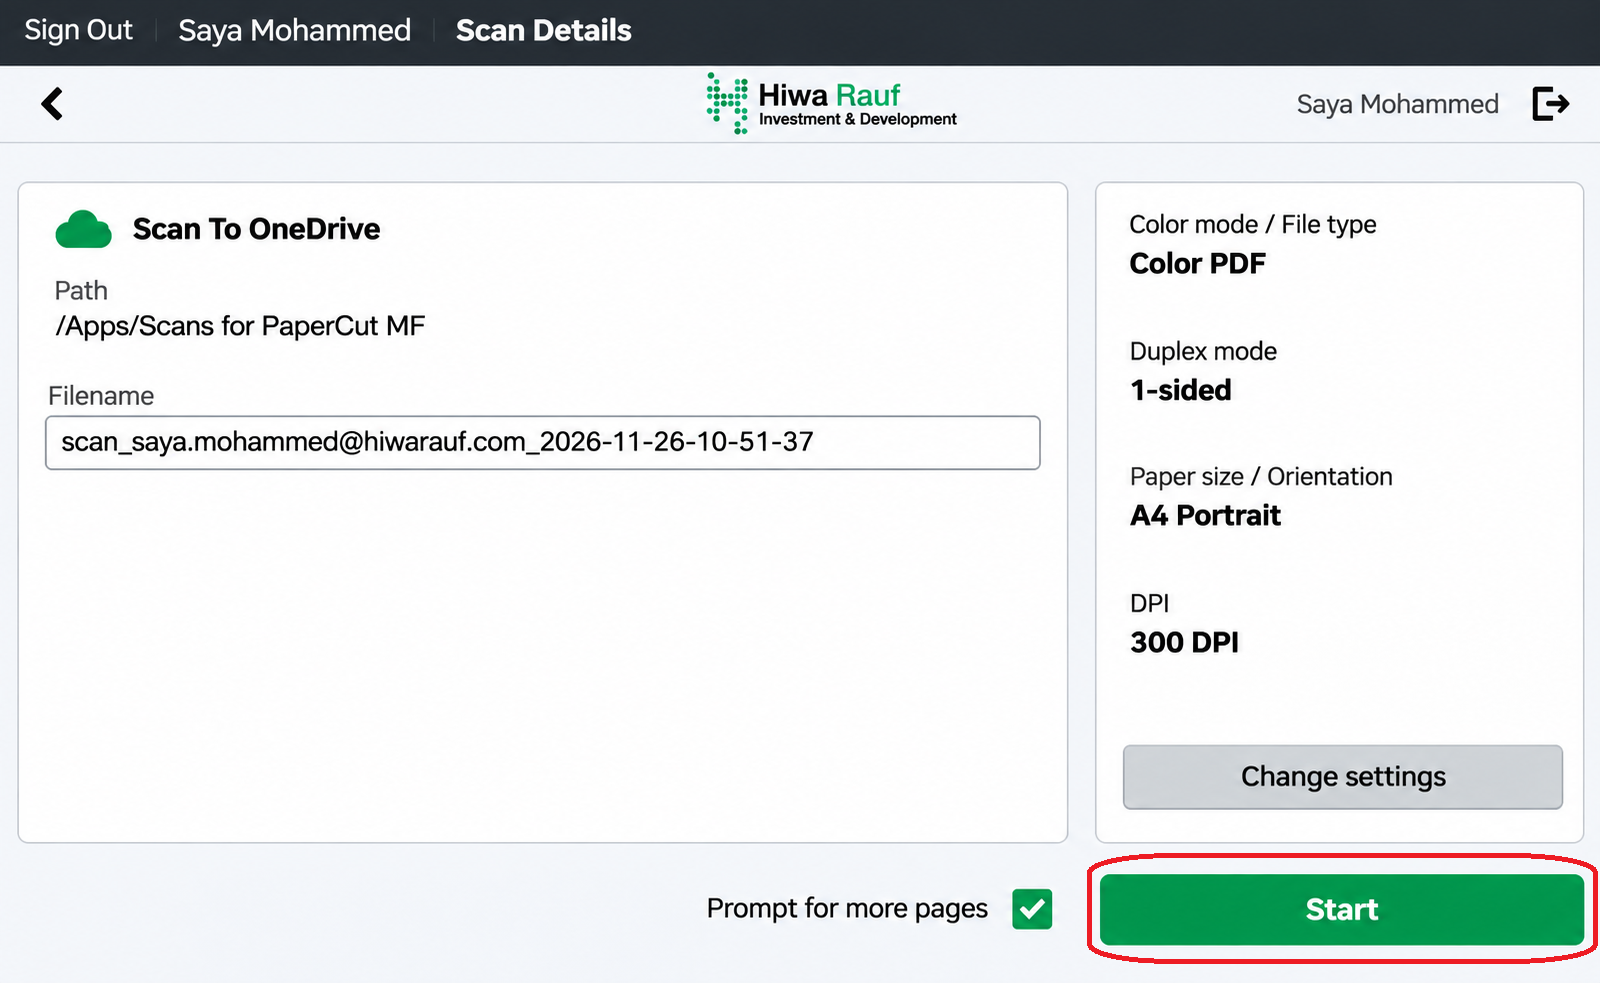 Sign Out
Saya Mohammed
Scan Details
Hiwa Rauf
Investment & Development
Saya Mohammed
Scan To OneDrive
Path
/Apps/Scans for PaperCut MF
Filename
scan_saya.mohammed@hiwarauf.com_2026-11-26-10-51-37
Color mode / File type
Color PDF
Duplex mode
1-sided
Paper size / Orientation
A4 Portrait
DPI
300 DPI
Change settings
Prompt for more pages
Start